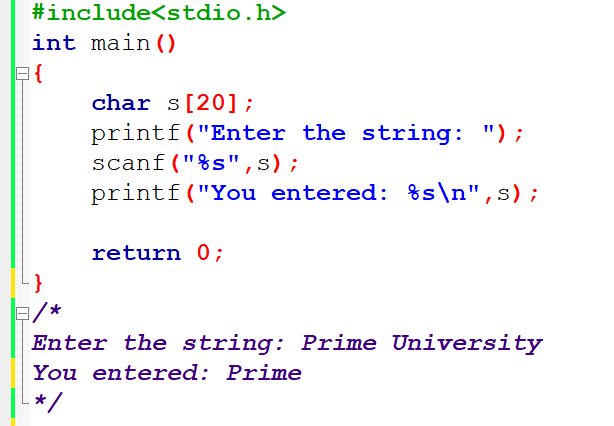 #include<stdio.h>
int main()
{
char s[20];
printf("Enter the string: ");
scanf("%s",s);
printf("You entered: %s\n",s);
return 0;
}
/*
Enter the string: Prime University
You entered: Prime
*/